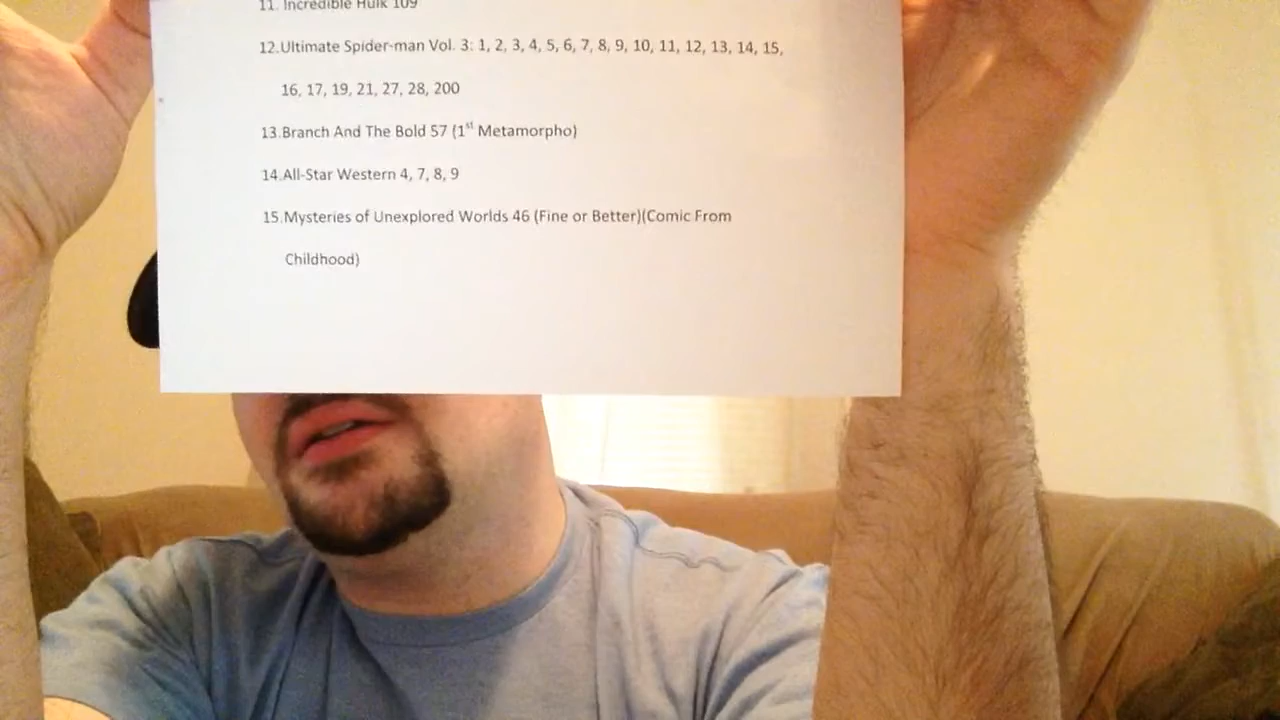 11. Incredible Hulk 109
12.Ultimate Spider-man Vol. 3: 1, 2, 3, 4, 5, 6, 7, 8, 9, 10, 11, 12, 13, 14, 15,
16, 17, 19, 21, 27, 28, 200
13.Branch And The Bold 57 (1st Metamorpho)
14.All-Star Western 4, 7, 8, 9
15.Mysteries of Unexplored Worlds 46 (Fine or Better)(Comic From
Childhood)